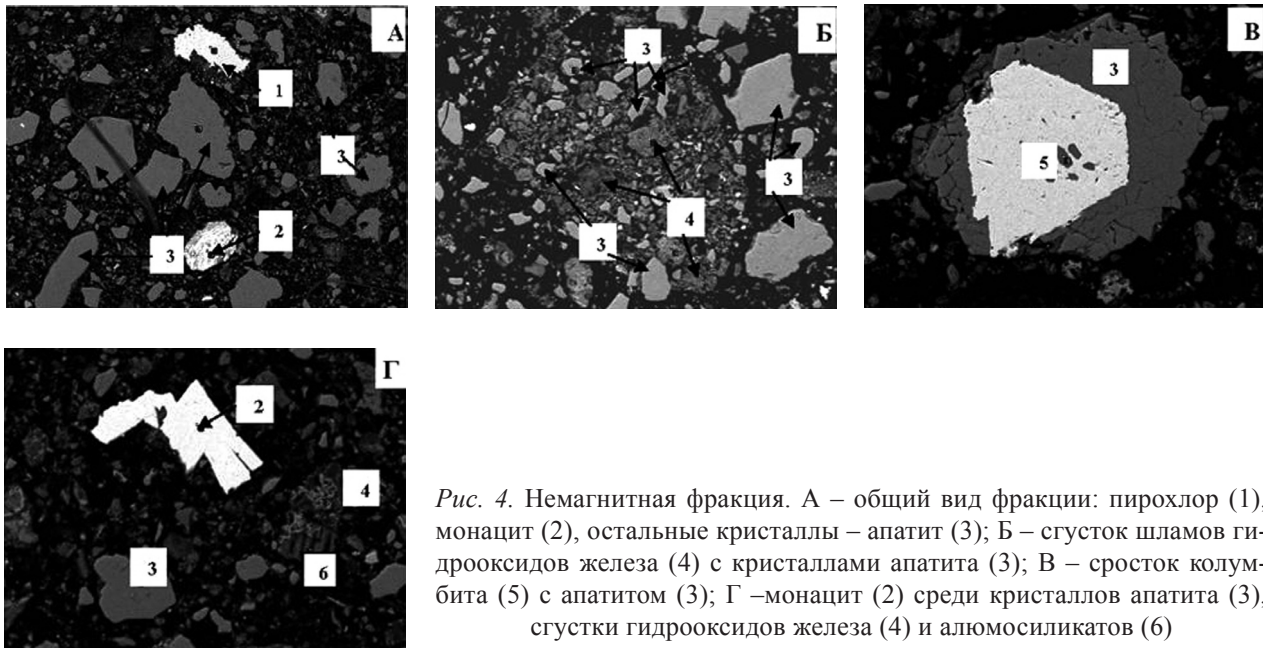 А
1
3
3
2
Б
3
3
4
3
В
3
5
Г
2
4
3
6
Рис. 4. Немагнитная фракция. А – общий вид фракции: пирохлор (1),
монацит (2), остальные кристаллы – апатит (3); Б – сгусток шламов ги-
дрооксидов железа (4) с кристаллами апатита (3); В – сросток колум-
бита (5) с апатитом (3); Г –монацит (2) среди кристаллов апатита (3),
сгустки гидрооксидов железа (4) и алюмосиликатов (6)